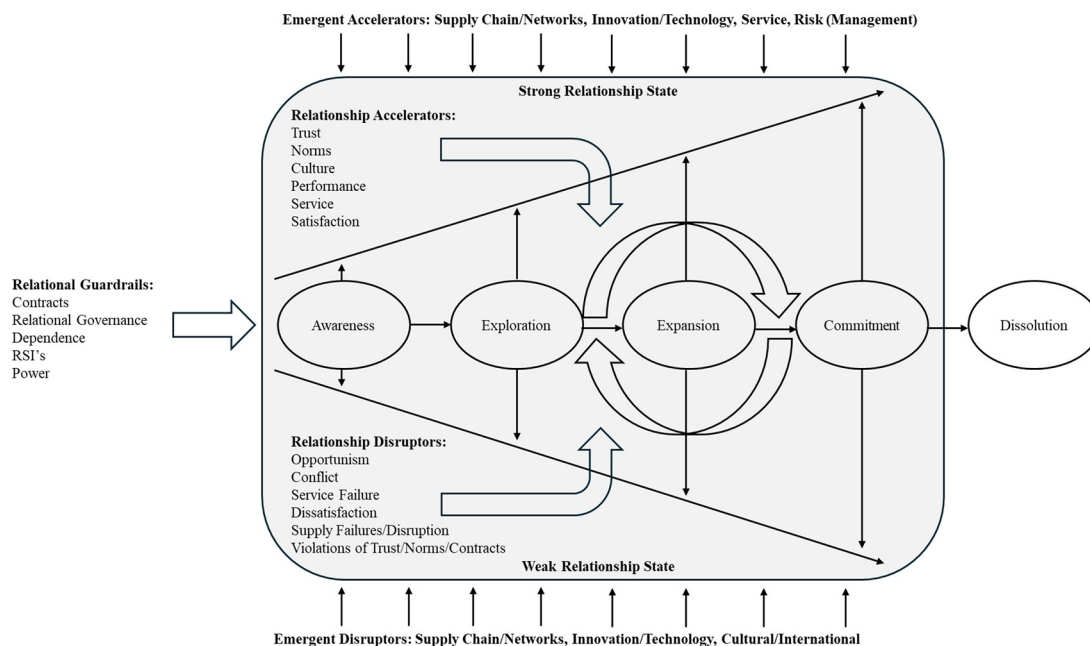 Emergent Accelerators: Supply Chain/Networks, Innovation/Technology, Service, Risk (Management)
Strong Relationship State
Relationship Accelerators:
Trust
Norms
Culture
Performance
Service
Satisfaction
Relational Guardrails:
Contracts
Relational Governance
Dependence
RSI's
Power
Awareness
Exploration
Expansion
Commitment
Dissolution
Relationship Disruptors:
Opportunism
Conflict
Service Failure
Dissatisfaction
Supply Failures/Disruption
Violations of Trust/Norms/Contracts
Weak Relationship State
Emergent Disruptors: Supply Chain/Networks, Innovation/Technology, Cultural/International